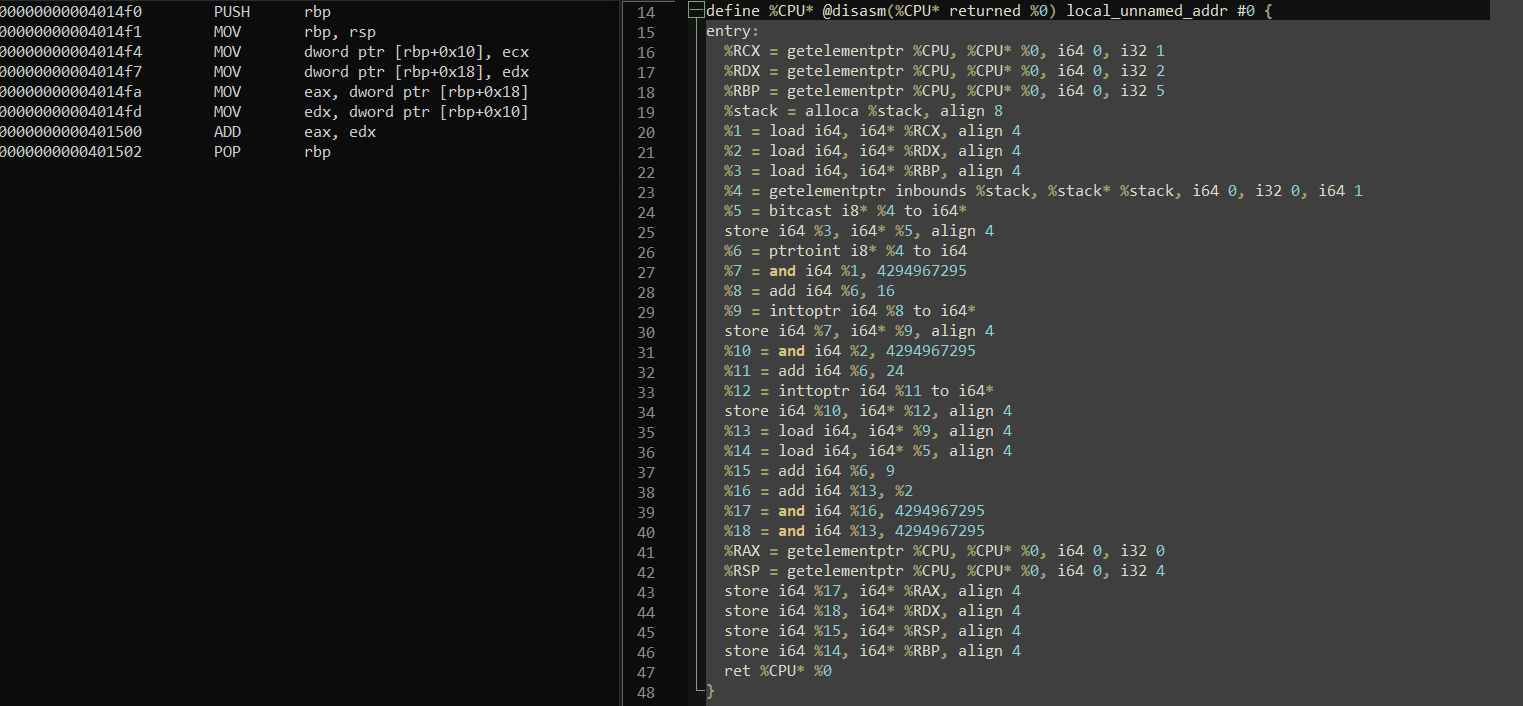 00000000004014f0 PUSH rbp
00000000004014f1 MOV rbp, rsp
00000000004014f4 MOV dword ptr [rbp+0x10], ecx
00000000004014f7 MOV dword ptr [rbp+0x18], edx
00000000004014fa MOV eax, dword ptr [rbp+0x18]
00000000004014fd MOV edx, dword ptr [rbp+0x10]
0000000000401500 ADD eax, edx
0000000000401502 POP rbp
14 define %CPU* @disasm(%CPU* returned %0) local_unnamed_addr #0 {
15 entry:
16 %RCX = getelementptr %CPU, %CPU* %0, i64 0, i32 1
17 %RDX = getelementptr %CPU, %CPU* %0, i64 0, i32 2
18 %RBP = getelementptr %CPU, %CPU* %0, i64 0, i32 5
19 %stack = alloca %stack, align 8
20 %1 = load i64, i64* %RCX, align 4
21 %2 = load i64, i64* %RDX, align 4
22 %3 = load i64, i64* %RBP, align 4
23 %4 = getelementptr inbounds %stack, %stack* %stack, i64 0, i32 0, i64 1
24 %5 = bitcast i8* %4 to i64*
25 store i64 %3, i64* %5, align 4
26 %6 = ptrtoint i8* %4 to i64
27 %7 = and i64 %1, 4294967295
28 %8 = add i64 %6, 16
29 %9 = inttoptr i64 %8 to i64*
30 store i64 %7, i64* %9, align 4
31 %10 = and i64 %2, 4294967295
32 %11 = add i64 %6, 24
33 %12 = inttoptr i64 %11 to i64*
34 store i64 %10, i64* %12, align 4
35 %13 = load i64, i64* %9, align 4
36 %14 = load i64, i64* %5, align 4
37 %15 = add i64 %6, 9
38 %16 = add i64 %13, %2
39 %17 = and i64 %16, 4294967295
40 %18 = and i64 %13, 4294967295
41 %RAX = getelementptr %CPU, %CPU* %0, i64 0, i32 0
42 %RSP = getelementptr %CPU, %CPU* %0, i64 0, i32 4
43 store i64 %17, i64* %RAX, align 4
44 store i64 %18, i64* %RDX, align 4
45 store i64 %15, i64* %RSP, align 4
46 store i64 %14, i64* %RBP, align 4
47 ret %CPU* %0
48 }